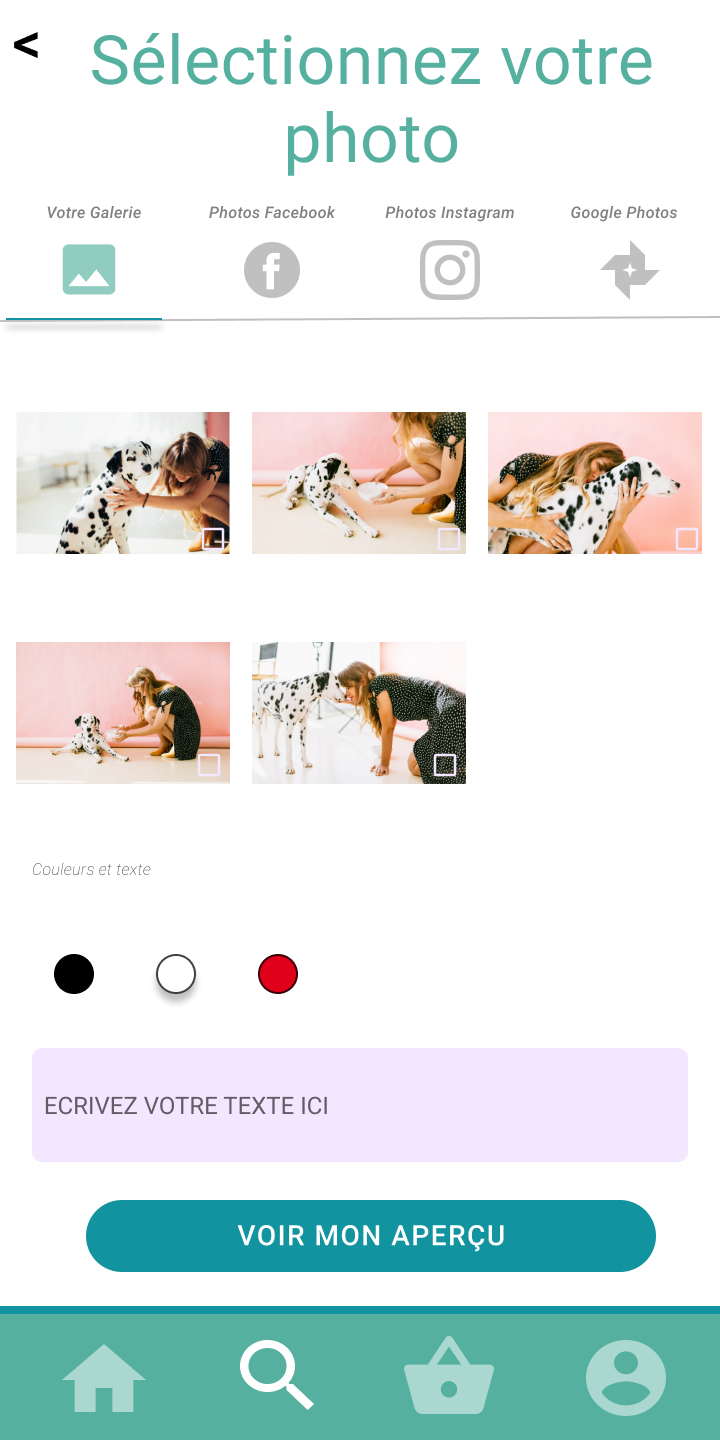 <
Sélectionnez votre
photo
Votre Galerie
Photos Facebook
Photos Instagram
Google Photos
Couleurs et texte
ECRIVEZ VOTRE TEXTE ICI
VOIR MON APERÇU